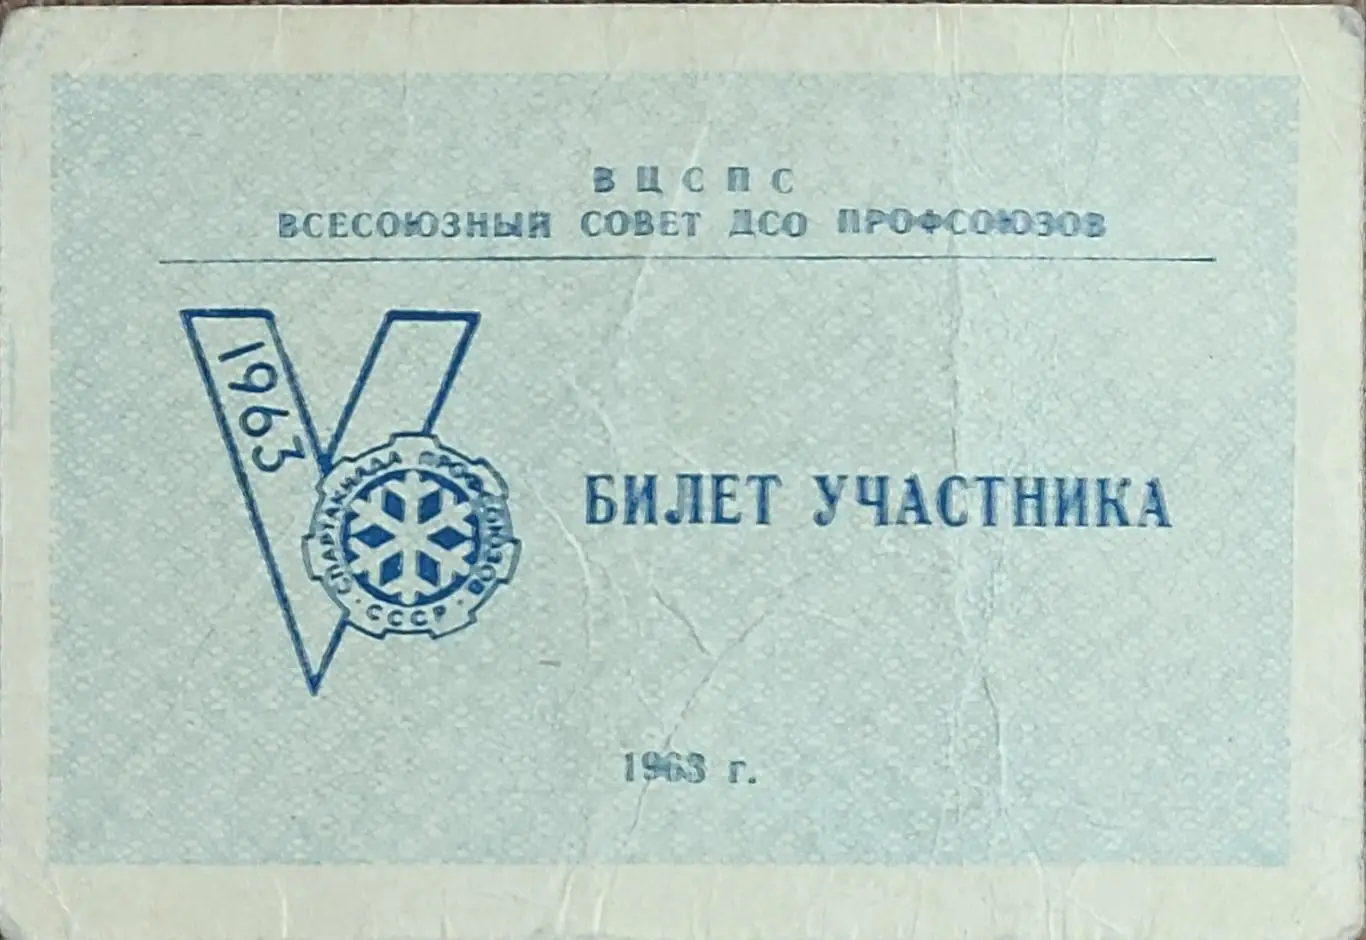 ВЦСПС
ВСЕСОЮЗНЫЙ СОВЕТ ДСО ПРОФСОЮЗОВ
1963
СПАРТАКИАДА ПРОФСОЮЗОВ
· СССР ·
БИЛЕТ УЧАСТНИКА
1963 г.